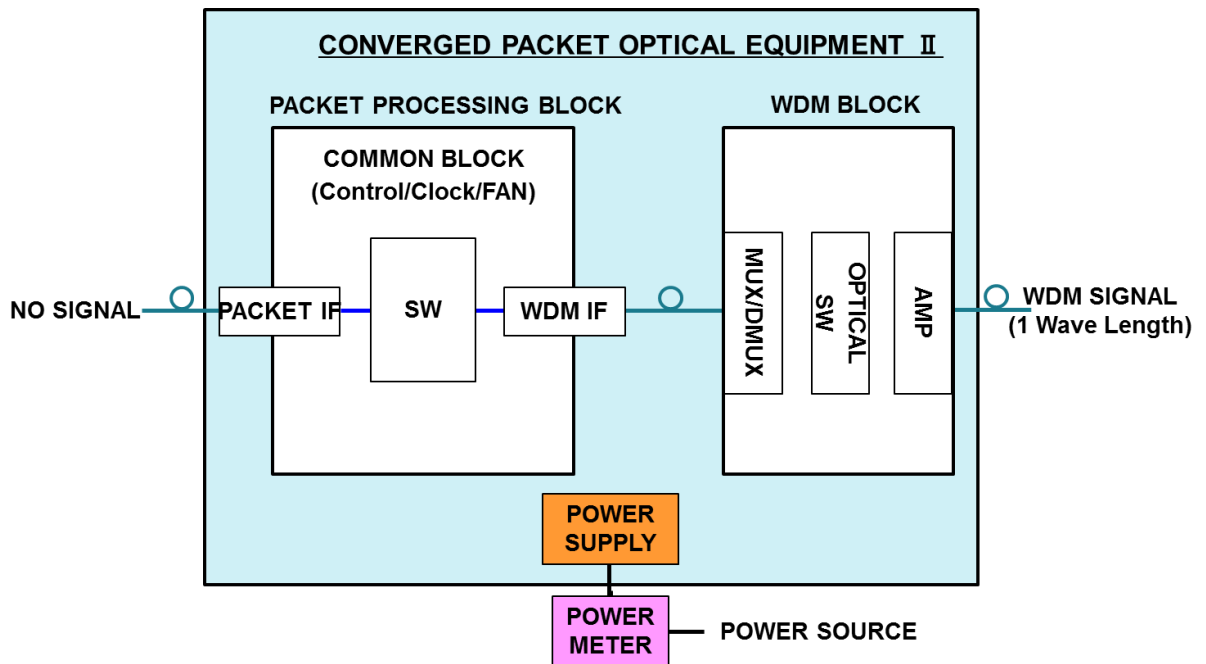 CONVERGED PACKET OPTICAL EQUIPMENT Ⅱ
PACKET PROCESSING BLOCK
WDM BLOCK
COMMON BLOCK
(Control/Clock/FAN)
NO SIGNAL
PACKET IF
SW
WDM IF
MUX/DMUX
OPTICAL
SW
AMP
WDM SIGNAL
(1 Wave Length)
POWER
SUPPLY
POWER
METER
POWER SOURCE